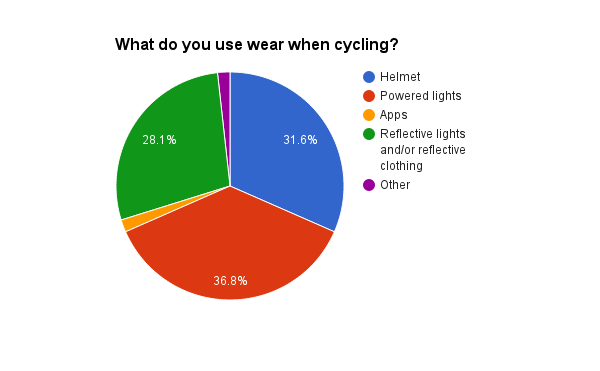 What do you use wear when cycling?
Helmet
Powered lights
Apps
Reflective lights
and/or reflective
clothing
Other
28.1%
31.6%
36.8%